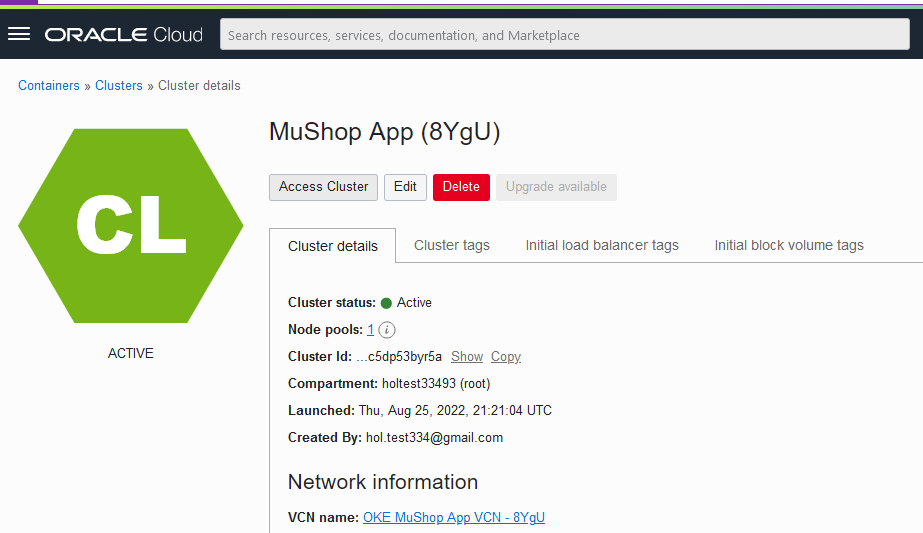 ORACLE Cloud
Search resources, services, documentation, and Marketplace
Containers » Clusters » Cluster details
CL
ACTIVE
MuShop App (8YgU)
Access Cluster Edit Delete Upgrade available
Cluster details Cluster tags Initial load balancer tags Initial block volume tags
Cluster status: Active
Node pools: 1 i
Cluster Id: ...c5dp53byr5a Show Copy
Compartment: holtest33493 (root)
Launched: Thu, Aug 25, 2022, 21:21:04 UTC
Created By: hol.test334@gmail.com
Network information
VCN name: OKE MuShop App VCN - 8YgU